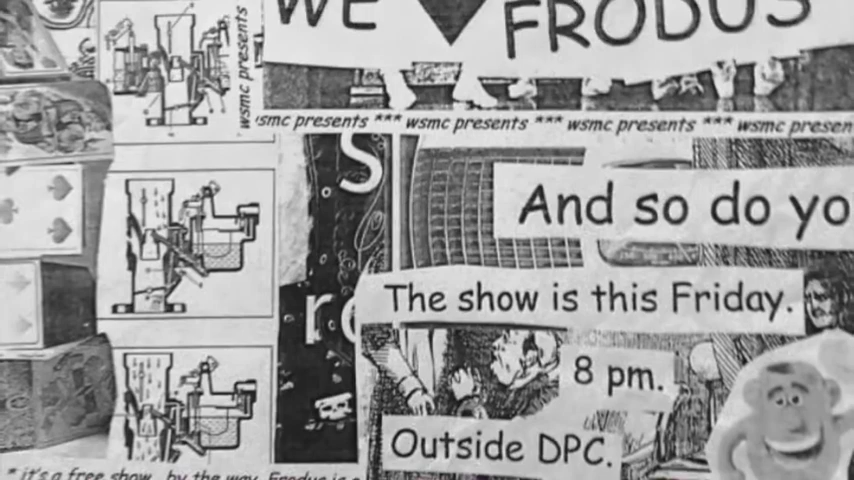 WE FRODUS
wsmc presents
wsmc presents *** wsmc presents *** wsmc presents *** wsmc presen
S
And so do yo
The show is this Friday.
r
8 pm.
Outside DPC.
* it's a free show, by the way. Frodus is a